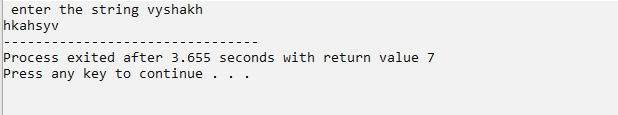 enter the string vyshakh
hkahsyv
--------------------------------
Process exited after 3.655 seconds with return value 7
Press any key to continue . . .